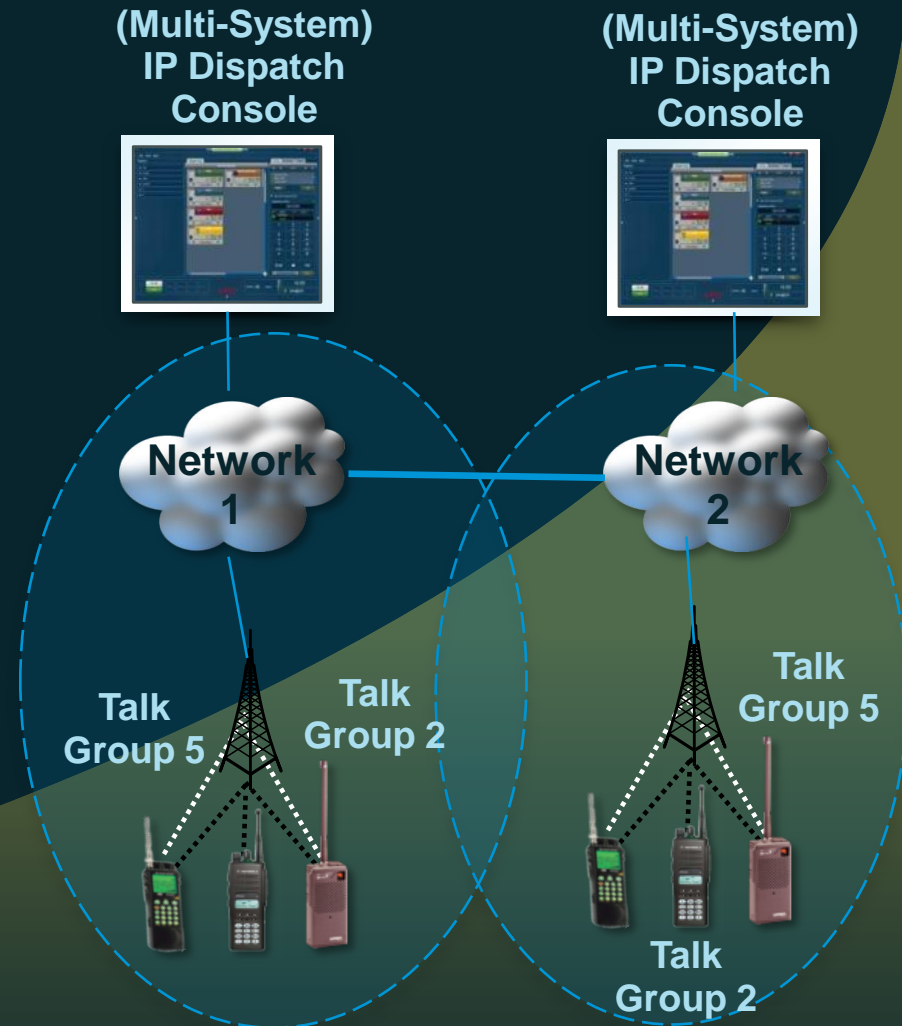 (Multi-System)
IP Dispatch
Console
(Multi-System)
IP Dispatch
Console
Network
1
Network
2
Talk
Group 5
Talk
Group 2
Talk
Group 5
Talk
Group 2